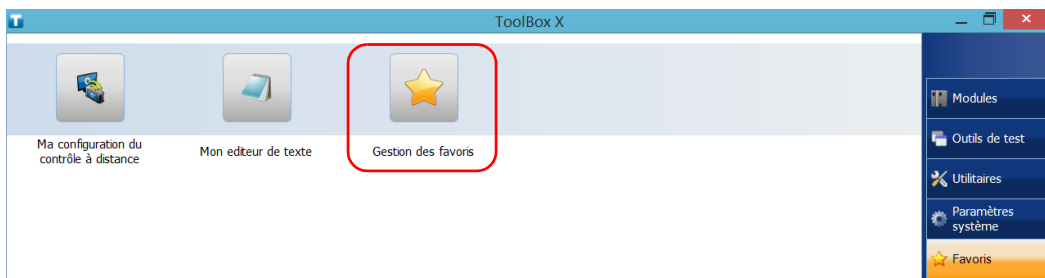 ToolBox X
Ma configuration du
contrôle à distance
Mon editeur de texte
Gestion des favoris
Modules
Outils de test
Utilitaires
Paramètres
système
Favoris